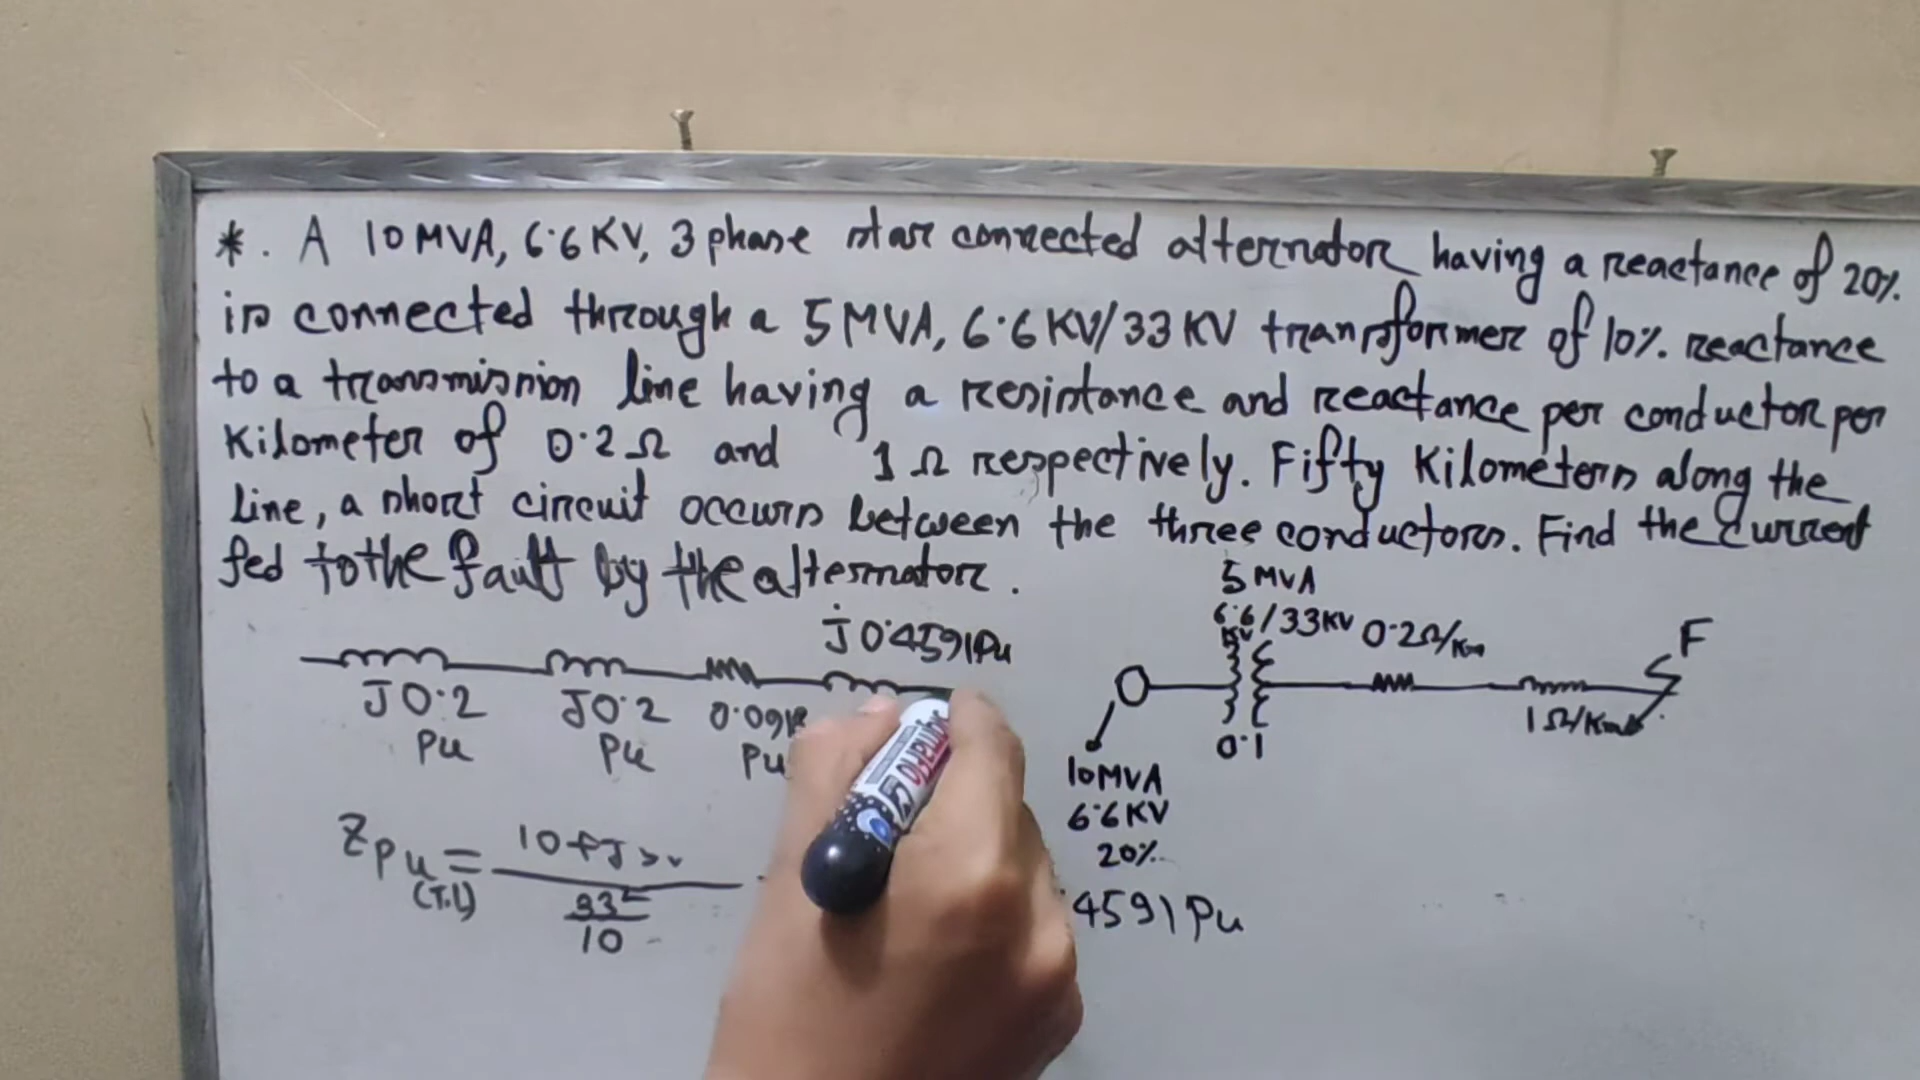 *. A 10 MVA, 6.6 KV, 3 phase star connected alternator having a reactance of 20%.
is connected through a 5 MVA, 6.6 KV/33 KV transformer of 10%. reactance
to a transmission line having a resistance and reactance per conductor per
Kilometer of 0.2 Ω and 1 Ω respectively. Fifty Kilometers along the
line, a short circuit occurs between the three conductors. Find the current
fed to the fault by the alternator.
5 MVA
6.6/33KV 0.2Ω/Km F
KV
j0.4591Pu
J0.2 J0.2 0.091
Pu Pu Pu
1Ω/Km
0.1
10MVA
6.6KV
20%.
Zpu = 10+J50
(T.L) 33²
10
.4591 Pu